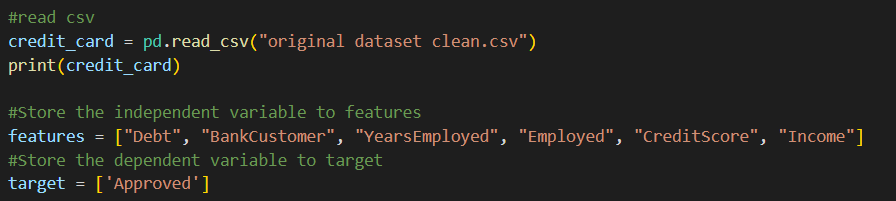 #read csv
credit_card = pd.read_csv("original dataset clean.csv")
print(credit_card)
#Store the independent variable to features
features = ["Debt", "BankCustomer", "YearsEmployed", "Employed", "CreditScore", "Income"]
#Store the dependent variable to target
target = ['Approved']